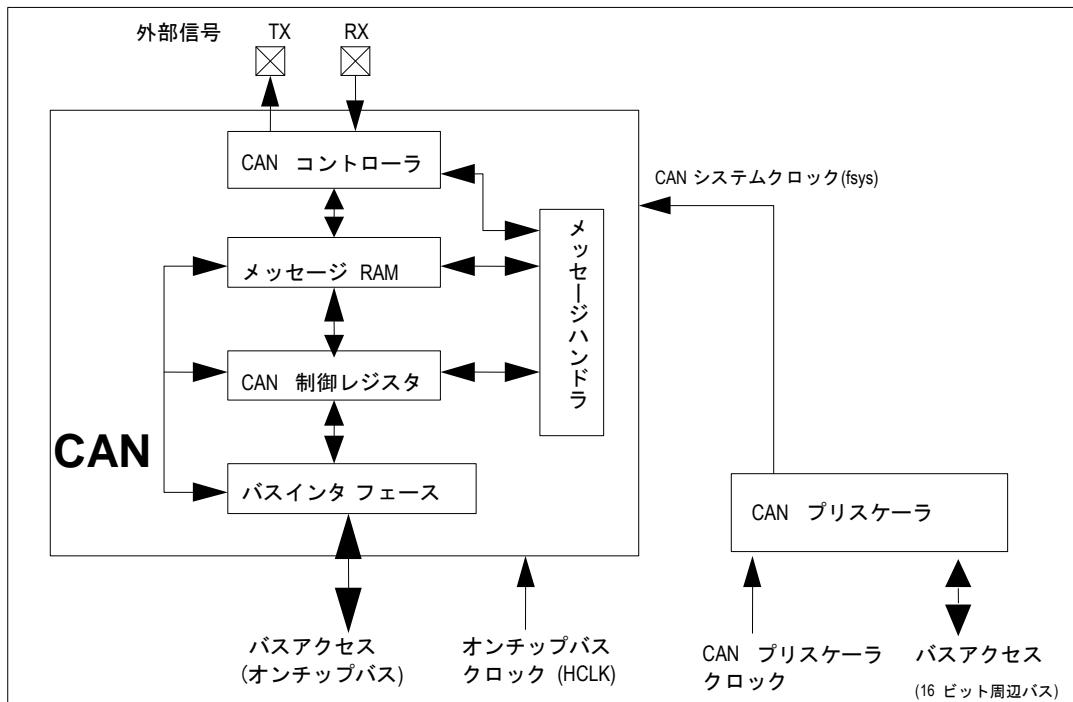 外部信号 TX RX
CAN コントローラ
CAN システムクロック(fsys)
メッセージハンドラ
メッセージ RAM
CAN 制御レジスタ
CAN
バスインタ フェース
CAN プリスケーラ
バスアクセス
(オンチップバス)
オンチップバス
クロック (HCLK)
CAN プリスケーラ
クロック
バスアクセス
(16 ビット周辺バス)